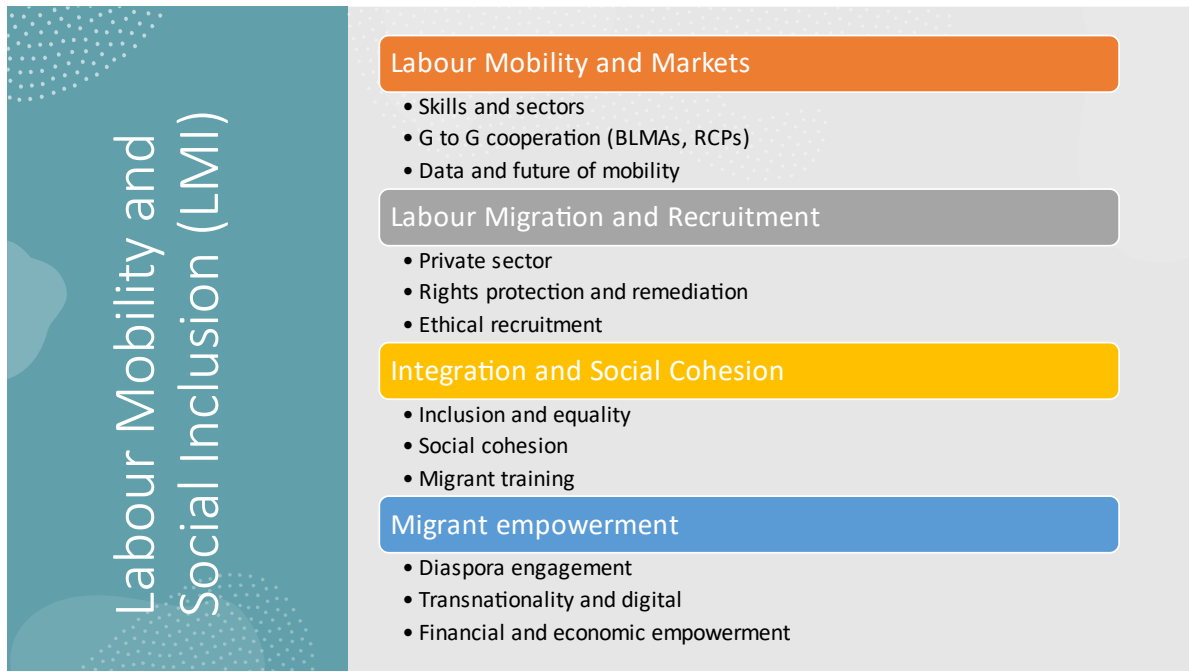 Labour Mobility and
Social Inclusion (LMI)
Labour Mobility and Markets
• Skills and sectors
• G to G cooperation (BLMAs, RCPs)
• Data and future of mobility
Labour Migration and Recruitment
• Private sector
• Rights protection and remediation
• Ethical recruitment
Integration and Social Cohesion
• Inclusion and equality
• Social cohesion
• Migrant training
Migrant empowerment
• Diaspora engagement
• Transnationality and digital
• Financial and economic empowerment